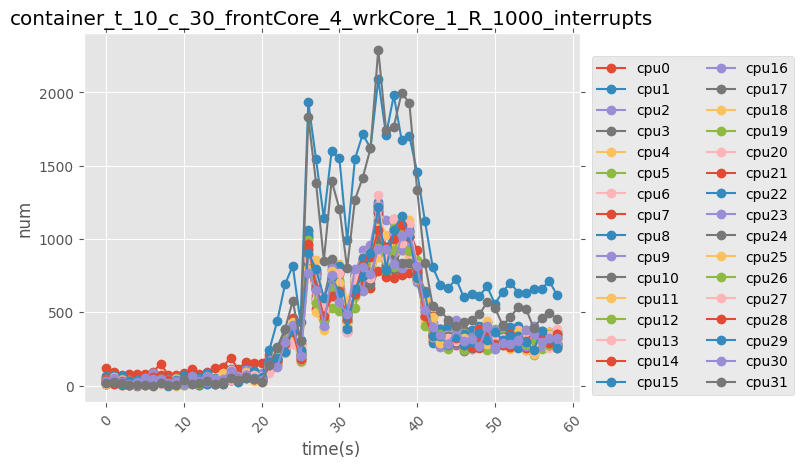 container_t_10_c_30_frontCore_4_wrkCore_1_R_1000_interrupts
2000
1500
1000
500
0
num
0
10
20
30
40
50
60
time(s)
cpu0
cpu1
cpu2
cpu3
cpu4
cpu5
cpu6
cpu7
cpu8
cpu9
cpu10
cpu11
cpu12
cpu13
cpu14
cpu15
cpu16
cpu17
cpu18
cpu19
cpu20
cpu21
cpu22
cpu23
cpu24
cpu25
cpu26
cpu27
cpu28
cpu29
cpu30
cpu31